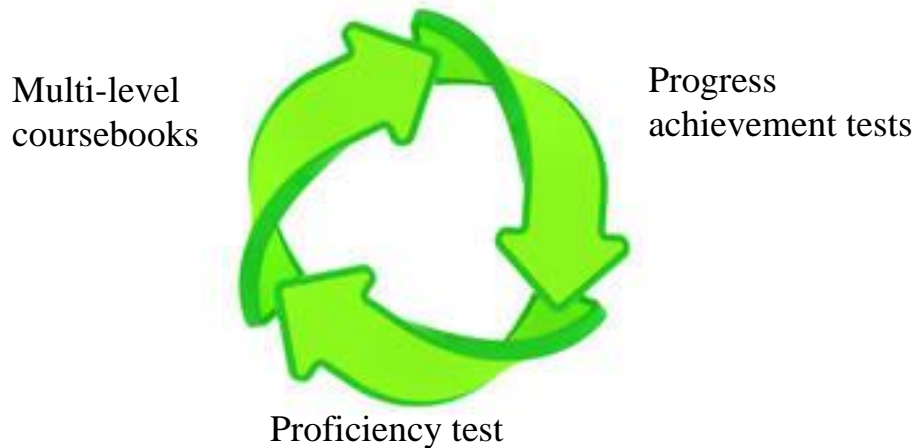 Multi-level
coursebooks
Progress
achievement tests
Proficiency test